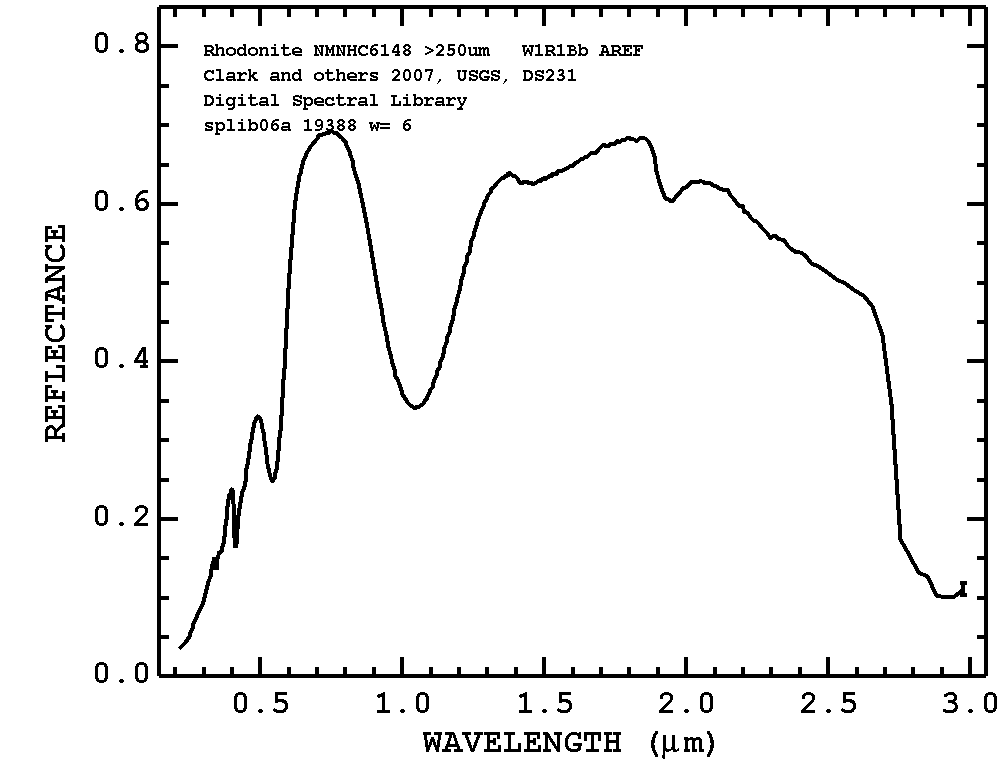 0.8
Rhodonite NMNHC6148 >250um W1R1Bb AREF
Clark and others 2007, USGS, DS231
Digital Spectral Library
splib06a 19388 w= 6
0.6
0.4
0.2
0.0
REFLECTANCE
0.5 1.0 1.5 2.0 2.5 3.0
WAVELENGTH (μm)